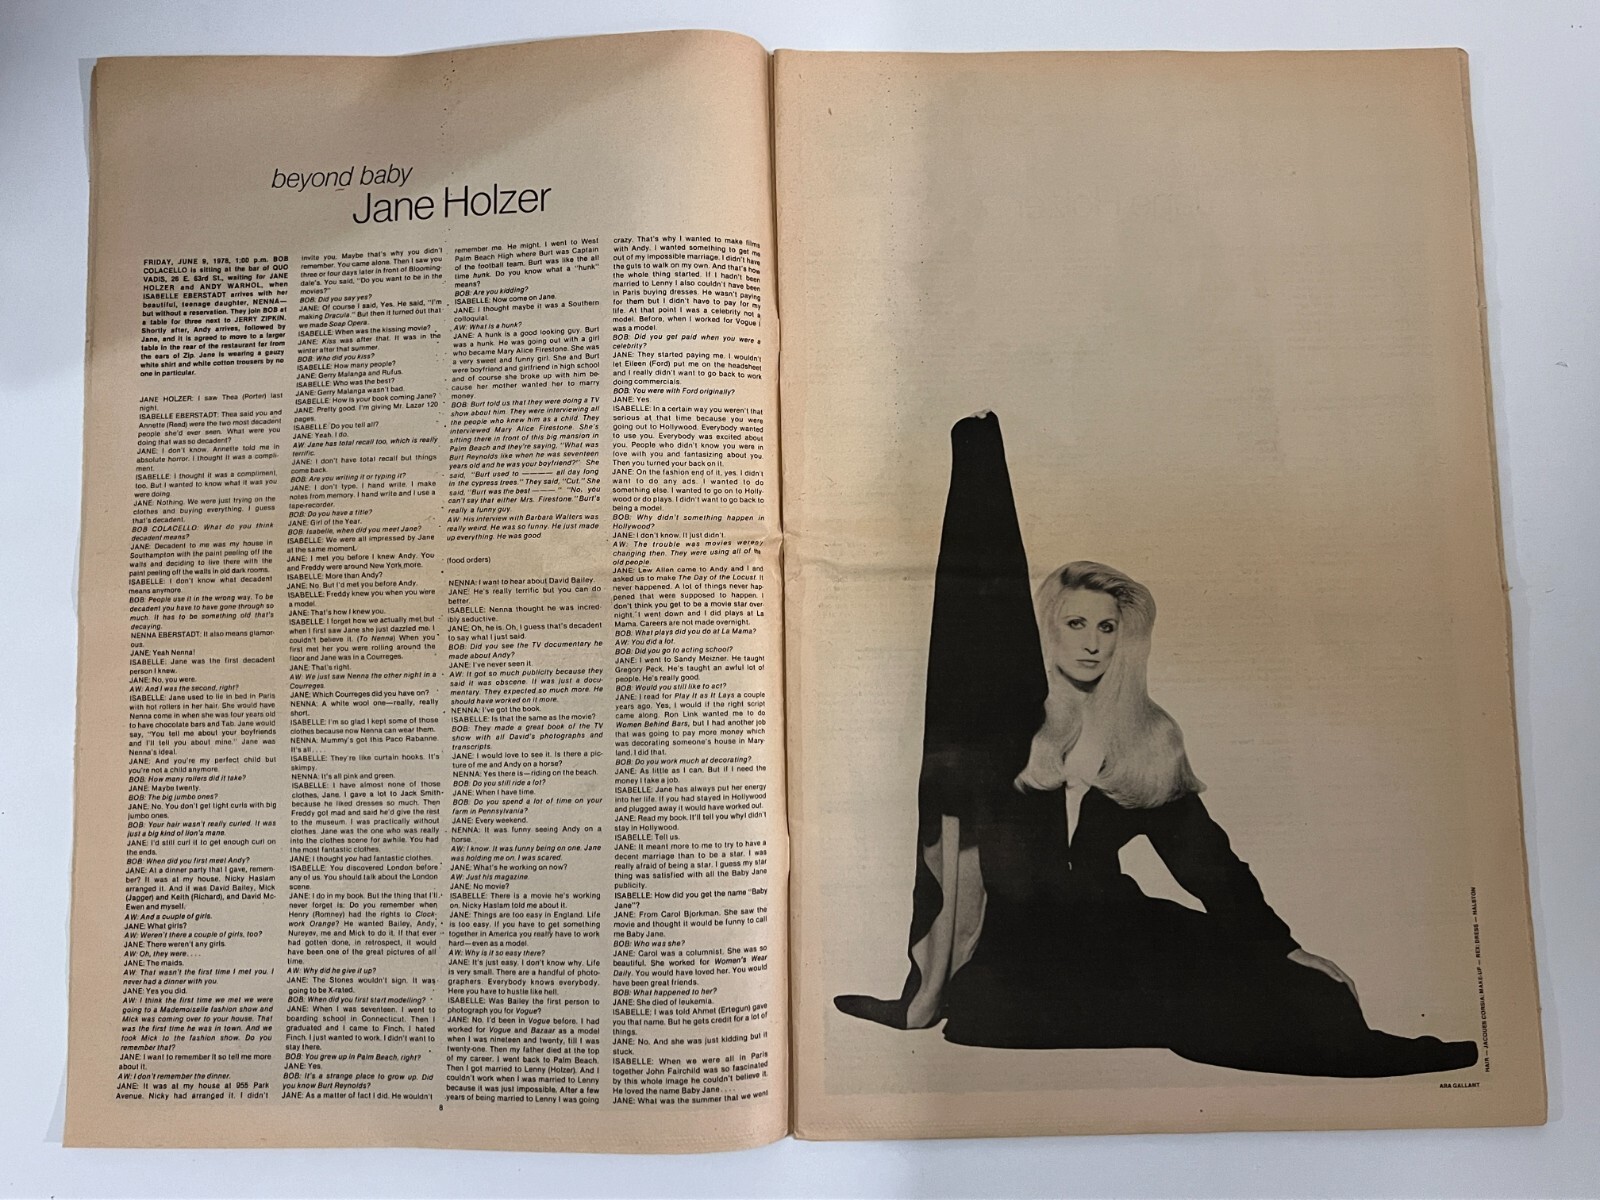 beyond baby
Jane Holzer
FRIDAY, JUNE 9, 1978, 1:00 p.m. BOB
COLACELLO is sitting at the bar of QUO
VADIS, 26 E. 63rd St., waiting for JANE
HOLZER and ANDY WARHOL, when
ISABELLE EBERSTADT arrives with her
beautiful, teenage daughter, NENNA—
but without a reservation. They join BOB at
a table for three next to JERRY ZIPKIN.
Shortly after, Andy arrives, followed by
Jane, and it is agreed to move to a larger
table in the rear of the restaurant far from
the ears of Zip. Jane is wearing a gauzy
white shirt and white cotton trousers by no
one in particular.
JANE HOLZER: I saw Thea (Porter) last
night.
ISABELLE EBERSTADT: Thea said you and
Annette (Reed) were the two most decadent
people she'd ever seen. What were you
doing that was so decadent?
JANE: I don't know. Annette told me in
absolute horror. I thought it was a compli-
ment.
ISABELLE: I thought it was a compliment,
too. But I wanted to know what it was you
were doing.
JANE: Nothing. We were just trying on the
clothes and buying everything. I guess
that's decadent.
BOB COLACELLO: What do you think
decadent means?
JANE: Decadent to me was my house in
Southampton with the paint peeling off the
walls and deciding to live there with the
paint peeling off the walls in old dark rooms.
ISABELLE: I don't know what decadent
means anymore.
BOB: People use it in the wrong way. To be
decadent you have to have gone through so
much. It has to be something old that's
decaying.
NENNA EBERSTADT: It also means glamor-
ous.
JANE: Yeah Nenna!
ISABELLE: Jane was the first decadent
person I knew.
JANE: No, you were.
AW: And I was the second, right?
ISABELLE: Jane used to lie in bed in Paris
with hot rollers in her hair. She would have
Nenna come in when she was four years old
to have chocolate bars and Tab. Jane would
say, "You tell me about your boyfriends
and I'll tell you about mine." Jane was
Nenna's ideal.
JANE: And you're my perfect child but
you're not a child anymore.
BOB: How many rollers did it take?
JANE: Maybe twenty.
BOB: The big jumbo ones?
JANE: No. You don't get tight curls with big
jumbo ones.
BOB: Your hair wasn't really curled. It was
just a big kind of lion's mane.
JANE: I'd still curl it to get enough curl on
the ends.
BOB: When did you first meet Andy?
JANE: At a dinner party that I gave, remem-
ber? It was at my house. Nicky Haslam
arranged it. And it was David Bailey, Mick
(Jagger) and Keith (Richard), and David Mc-
Ewen and myself.
AW: And a couple of girls.
JANE: What girls?
AW: Weren't there a couple of girls, too?
JANE: There weren't any girls.
AW: Oh, they were....
JANE: The maids.
AW: That wasn't the first time I met you. I
never had a dinner with you.
JANE: Yes you did.
AW: I think the first time we met we were
going to a Mademoiselle fashion show and
Mick was coming over to your house. That
was the first time he was in town. And we
took Mick to the fashion show. Do you
remember that?
JANE: I want to remember it so tell me more
about it.
AW: I don't remember the dinner.
JANE: It was at my house at 955 Park
Avenue. Nicky had arranged it. I didn't
invite you. Maybe that's why you didn't
remember. You came alone. Then I saw you
three or four days later in front of Blooming-
dale's. You said, "Do you want to be in the
movies?"
BOB: Did you say yes?
JANE: Of course I said, Yes. He said, "I'm
making Dracula." But then it turned out that
we made Soap Opera.
ISABELLE: When was the kissing movie?
JANE: Kiss was after that. It was in the
winter after that summer.
BOB: Who did you kiss?
ISABELLE: How many people?
JANE: Gerry Malanga and Rufus.
ISABELLE: Who was the best?
JANE: Gerry Malanga wasn't bad.
ISABELLE: How is your book coming Jane?
JANE: Pretty good. I'm giving Mr. Lazar 120
pages.
ISABELLE: Do you tell all?
JANE: Yeah. I do.
AW: Jane has total recall too, which is really
terrific.
JANE: I don't have total recall but things
come back.
BOB: Are you writing it or typing it?
JANE: I don't type. I hand write. I make
notes from memory. I hand write and I use a
tape-recorder.
BOB: Do you have a title?
JANE: Girl of the Year.
BOB: Isabelle, when did you meet Jane?
ISABELLE: We were all impressed by Jane
at the same moment.
JANE: I met you before I knew Andy. You
and Freddy were around New York more.
ISABELLE: More than Andy?
JANE: No. But I'd met you before Andy.
ISABELLE: Freddy knew you when you were
a model.
JANE: That's how I knew you.
ISABELLE: I forget how we actually met but
when I first saw Jane she just dazzled me. I
couldn't believe it. (To Nenna) When you
first met her you were rolling around the
floor and Jane was in a Courreges.
JANE: That's right.
AW: We just saw Nenna the other night in a
Courreges.
JANE: Which Courreges did you have on?
NENNA: A white wool one—really, really
short.
ISABELLE: I'm so glad I kept some of those
clothes because now Nenna can wear them.
NENNA: Mummy's got this Paco Rabanne.
It's all....
ISABELLE: They're like curtain hooks. It's
skimpy.
NENNA: It's all pink and green.
ISABELLE: I have almost none of those
clothes, Jane. I gave a lot to Jack Smith
because he liked dresses so much. Then
Freddy got mad and said he'd give the rest
to the museum. I was practically without
clothes. Jane was the one who was really
into the clothes scene for awhile. You had
the most fantastic clothes.
JANE: I thought you had fantastic clothes.
ISABELLE: You discovered London before
any of us. You should talk about the London
scene.
JANE: I do in my book. But the thing that I'll
never forget is: Do you remember when
Henry (Romney) had the rights to Clock-
work Orange? He wanted Bailey, Andy,
Nureyev, me and Mick to do it. If that ever
had gotten done, in retrospect, it would
have been one of the great pictures of all
time.
AW: Why did he give it up?
JANE: The Stones wouldn't sign. It was
going to be X-rated.
BOB: When did you first start modelling?
JANE: When I was seventeen. I went to
boarding school in Connecticut. Then I
graduated and I came to Finch. I hated
Finch. I just wanted to work. I didn't want to
stay there.
BOB: You grew up in Palm Beach, right?
JANE: Yes.
BOB: It's a strange place to grow up. Did
you know Burt Reynolds?
JANE: As a matter of fact I did. He wouldn't
remember me. He might. I went to West
Palm Beach High where Burt was Captain
of the football team. Burt was like the all
time hunk. Do you know what a "hunk"
means?
BOB: Are you kidding?
ISABELLE: Now come on Jane.
JANE: I thought maybe it was a Southern
colloquial.
AW: What is a hunk?
JANE: A hunk is a good looking guy. Burt
was a hunk. He was going out with a girl
who became Mary Alice Firestone. She was
a very sweet and funny girl. She and Burt
were boyfriend and girlfriend in high school
and of course she broke up with him be-
cause her mother wanted her to marry
money.
BOB: Burt told us that they were doing a TV
show about him. They were interviewing all
the people who knew him as a child. They
interviewed Mary Alice Firestone. She's
sitting there in front of this big mansion in
Palm Beach and they're saying, "What was
Burt Reynolds like when he was seventeen
years old and he was your boyfriend?" She
said, "Burt used to ——— all day long
in the cypress trees." They said, "Cut." She
said, "Burt was the best ———." "No, you
can't say that either Mrs. Firestone." Burt's
really a funny guy.
AW: His interview with Barbara Walters was
really weird. He was so funny. He just made
up everything. He was good.
(food orders)
NENNA: I want to hear about David Bailey.
JANE: He's really terrific but you can do
better.
ISABELLE: Nenna thought he was incred-
ibly seductive.
JANE: Oh, he is. Oh, I guess that's decadent
to say what I just said.
BOB: Did you see the TV documentary he
made about Andy?
JANE: I've never seen it.
AW: It got so much publicity because they
said it was obscene. It was just a docu-
mentary. They expected so much more. He
should have worked on it more.
NENNA: I've got the book.
ISABELLE: Is that the same as the movie?
BOB: They made a great book of the TV
show with all David's photographs and
transcripts.
JANE: I would love to see it. Is there a pic-
ture of me and Andy on a horse?
NENNA: Yes there is—riding on the beach.
BOB: Do you still ride a lot?
JANE: When I have time.
BOB: Do you spend a lot of time on your
farm in Pennsylvania?
JANE: Every weekend.
NENNA: It was funny seeing Andy on a
horse.
AW: I know. It was funny being on one. Jane
was holding me on. I was scared.
JANE: What's he working on now?
AW: Just his magazine.
JANE: No movie?
ISABELLE: There is a movie he's working
on. Nicky Haslam told me about it.
JANE: Things are too easy in England. Life
is too easy. If you have to get something
together in America you really have to work
hard—even as a model.
AW: Why is it so easy there?
JANE: It's just easy. I don't know why. Life
is very small. There are a handful of photo-
graphers. Everybody knows everybody.
Here you have to hustle like hell.
ISABELLE: Was Bailey the first person to
photograph you for Vogue?
JANE: No. I'd been in Vogue before. I had
worked for Vogue and Bazaar as a model
when I was nineteen and twenty, till I was
twenty-one. Then my father died at the top
of my career. I went back to Palm Beach.
Then I got married to Lenny (Holzer). And I
couldn't work when I was married to Lenny
because it was just impossible. After a few
years of being married to Lenny I was going
crazy. That's why I wanted to make films
with Andy. I wanted something to get me
out of my impossible marriage. I didn't have
the guts to walk on my own. And that's how
the whole thing started. If I hadn't been
married to Lenny I also couldn't have been
in Paris buying dresses. He wasn't paying
for them but I didn't have to pay for my
life. At that point I was a celebrity not a
model. Before, when I worked for Vogue I
was a model.
BOB: Did you get paid when you were a
celebrity?
JANE: They started paying me. I wouldn't
let Eileen (Ford) put me on the headsheet
and I really didn't want to go back to work
doing commercials.
BOB: You were with Ford originally?
JANE: Yes.
ISABELLE: In a certain way you weren't that
serious at that time because you were
going out to Hollywood. Everybody wanted
to use you. Everybody was excited about
you. People who didn't know you were in
love with you and fantasizing about you.
Then you turned your back on it.
JANE: On the fashion end of it, yes. I didn't
want to do any ads. I wanted to do
something else. I wanted to go on to Holly-
wood or do plays. I didn't want to go back to
being a model.
BOB: Why didn't something happen in
Hollywood?
JANE: I don't know. It just didn't.
AW: The trouble was movies were
changing then. They were using all of the
old people.
JANE: Lew Allen came to Andy and I and
asked us to make The Day of the Locust. It
never happened. A lot of things never hap-
pened that were supposed to happen. I
don't think you get to be a movie star over
night. I went down and I did plays at La
Mama. Careers are not made overnight.
BOB: What plays did you do at La Mama?
AW: You did a lot.
BOB: Did you go to acting school?
JANE: I went to Sandy Meizner. He taught
Gregory Peck. He's taught an awful lot of
people. He's really good.
BOB: Would you still like to act?
JANE: I read for Play It as It Lays a couple
years ago. Yes, I would if the right script
came along. Ron Link wanted me to do
Women Behind Bars, but I had another job
that was going to pay more money which
was decorating someone's house in Mary-
land. I did that.
BOB: Do you work much at decorating?
JANE: As little as I can. But if I need the
money I take a job.
ISABELLE: Jane has always put her energy
into her life. If you had stayed in Hollywood
and plugged away it would have worked out.
JANE: Read my book. It'll tell you why I didn't
stay in Hollywood.
ISABELLE: Tell us.
JANE: It meant more to me to try to have a
decent marriage than to be a star. I was
really afraid of being a star. I guess my star
thing was satisfied with all the Baby Jane
publicity.
ISABELLE: How did you get the name "Baby
Jane"?
JANE: From Carol Bjorkman. She saw the
movie and thought it would be funny to call
me Baby Jane.
BOB: Who was she?
JANE: Carol was a columnist. She was so
beautiful. She worked for Women's Wear
Daily. You would have loved her. You would
have been great friends.
BOB: What happened to her?
JANE: She died of leukemia.
ISABELLE: I was told Ahmet (Ertegun) gave
you that name. But he gets credit for a lot of
things.
JANE: No. And she was just kidding but it
stuck.
ISABELLE: When we were all in Paris
together John Fairchild was so fascinated
by this whole image he couldn't believe it.
He loved the name Baby Jane....
JANE: What was the summer that we went
8
HAIR — JACQUES CORGIA: MAKE-UP — REX: DRESS — HALSTON
ARA GALLANT